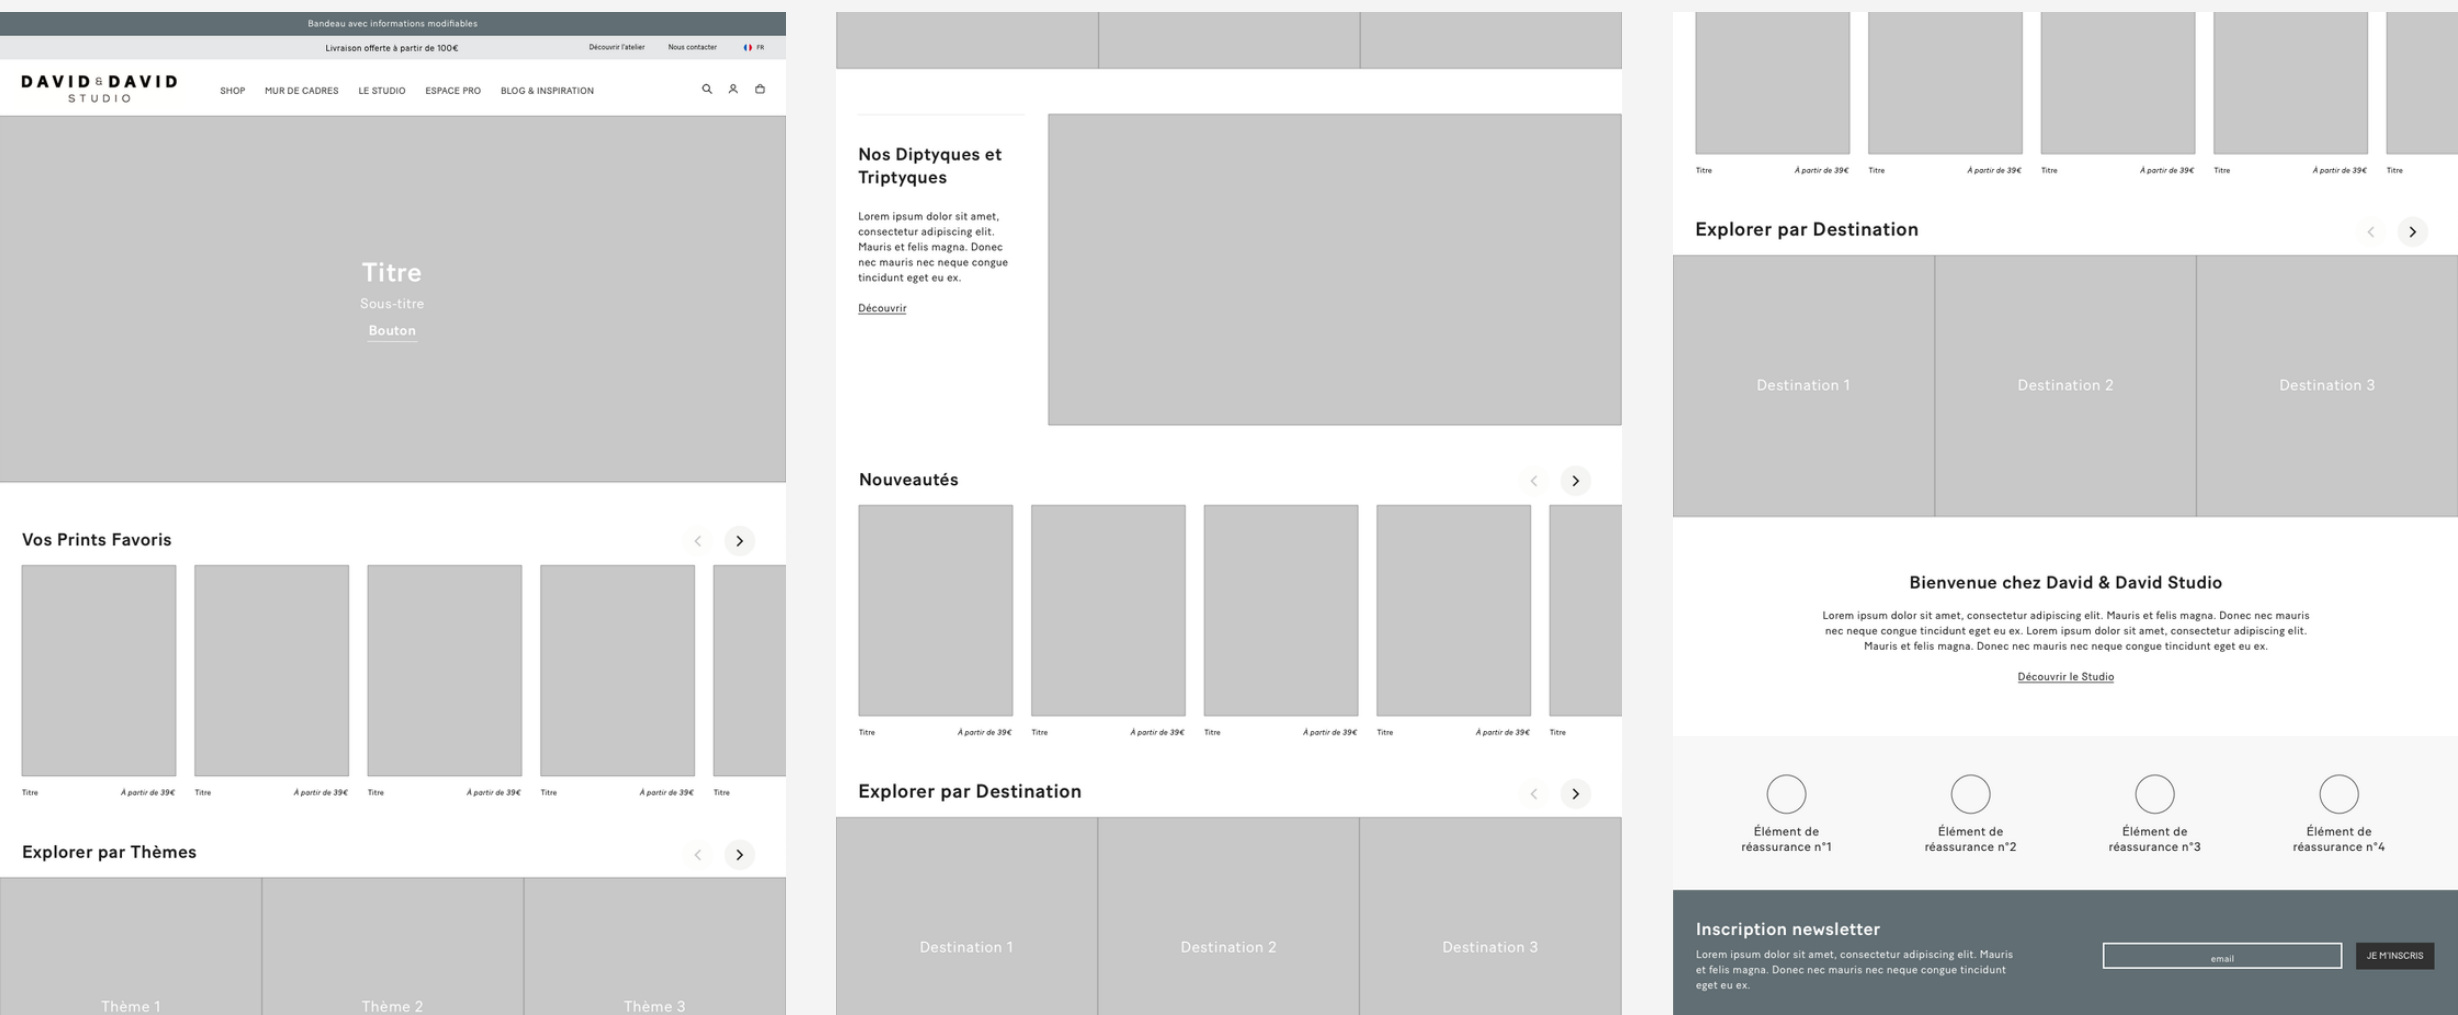 Bandeau avec informations modifiables
Livraison offerte à partir de 100€
Découvrir l'atelier
Nous contacter
FR
DAVID & DAVID
STUDIO
SHOP
MUR DE CADRES
LE STUDIO
ESPACE PRO
BLOG & INSPIRATION
Titre
Sous-titre
Bouton
Vos Prints Favoris
Titre
À partir de 39€
Titre
À partir de 39€
Titre
À partir de 39€
Titre
À partir de 39€
Titre
Explorer par Thèmes
Thème 1
Thème 2
Thème 3
Nos Diptyques et
Triptyques
Lorem ipsum dolor sit amet,
consectetur adipiscing elit.
Mauris et felis magna. Donec
nec mauris nec neque congue
tincidunt eget eu ex.
Découvrir
Nouveautés
Titre
À partir de 39€
Titre
À partir de 39€
Titre
À partir de 39€
Titre
À partir de 39€
Titre
Explorer par Destination
Destination 1
Destination 2
Destination 3
Titre
À partir de 39€
Titre
À partir de 39€
Titre
À partir de 39€
Titre
À partir de 39€
Titre
Explorer par Destination
Destination 1
Destination 2
Destination 3
Bienvenue chez David & David Studio
Lorem ipsum dolor sit amet, consectetur adipiscing elit. Mauris et felis magna. Donec nec mauris
nec neque congue tincidunt eget eu ex. Lorem ipsum dolor sit amet, consectetur adipiscing elit.
Mauris et felis magna. Donec nec mauris nec neque congue tincidunt eget eu ex.
Découvrir le Studio
Élément de
réassurance n°1
Élément de
réassurance n°2
Élément de
réassurance n°3
Élément de
réassurance n°4
Inscription newsletter
Lorem ipsum dolor sit amet, consectetur adipiscing elit. Mauris
et felis magna. Donec nec mauris nec neque congue tincidunt
eget eu ex.
email
JE M'INSCRIS